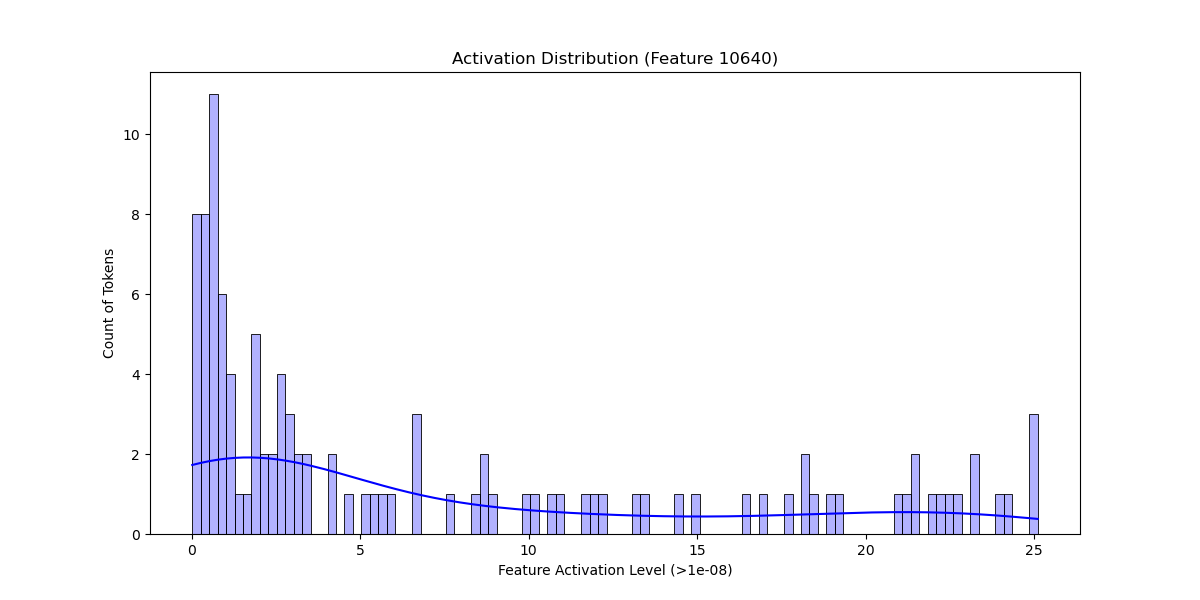 Activation Distribution (Feature 10640)
Count of Tokens
10
8
6
4
2
0
0 5 10 15 20 25
Feature Activation Level (>1e-08)